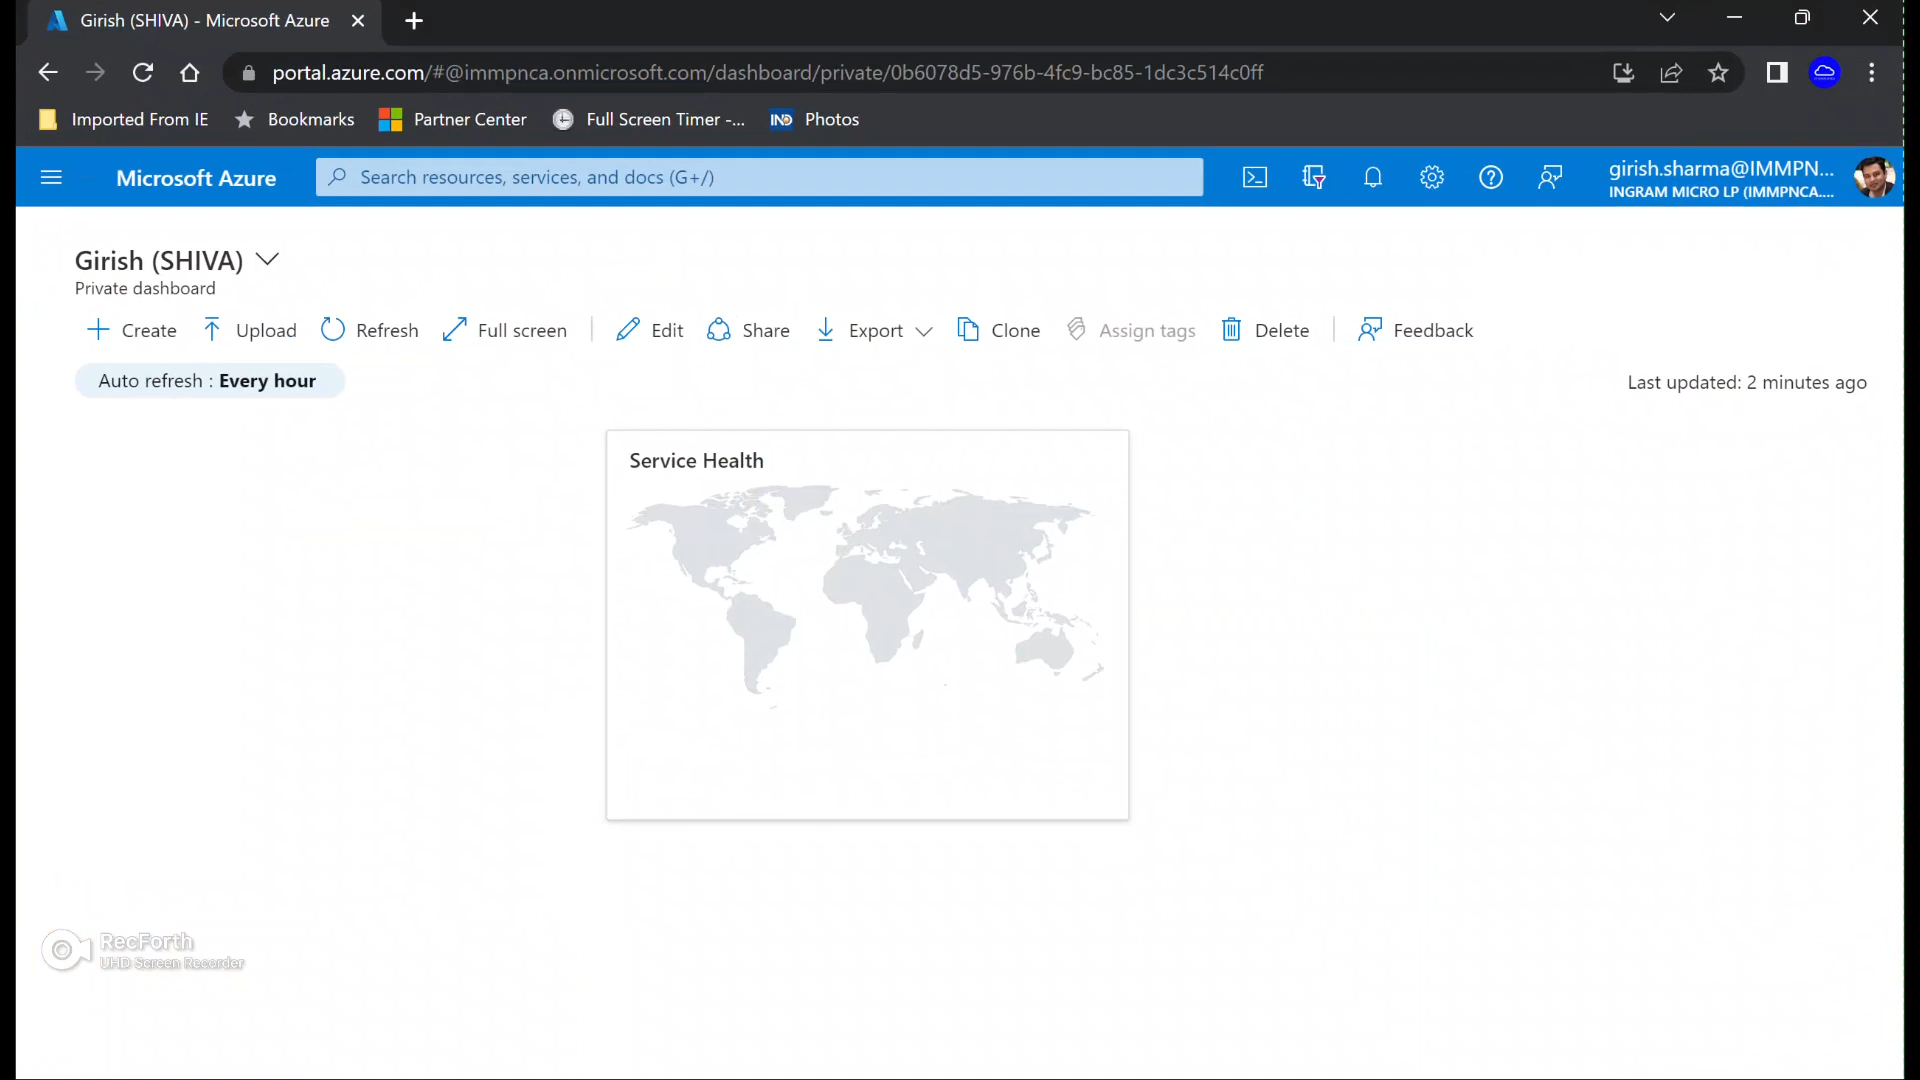 Girish (SHIVA) - Microsoft Azure
portal.azure.com/#@immpnca.onmicrosoft.com/dashboard/private/0b6078d5-976b-4fc9-bc85-1dc3c514c0ff
Imported From IE Bookmarks Partner Center Full Screen Timer -... IND Photos
Microsoft Azure Search resources, services, and docs (G+/) girish.sharma@IMMPN...
INGRAM MICRO LP (IMMPNCA....
Girish (SHIVA)
Private dashboard
Create Upload Refresh Full screen Edit Share Export Clone Assign tags Delete Feedback
Auto refresh : Every hour Last updated: 2 minutes ago
Service Health
RecForth
UHD Screen Recorder